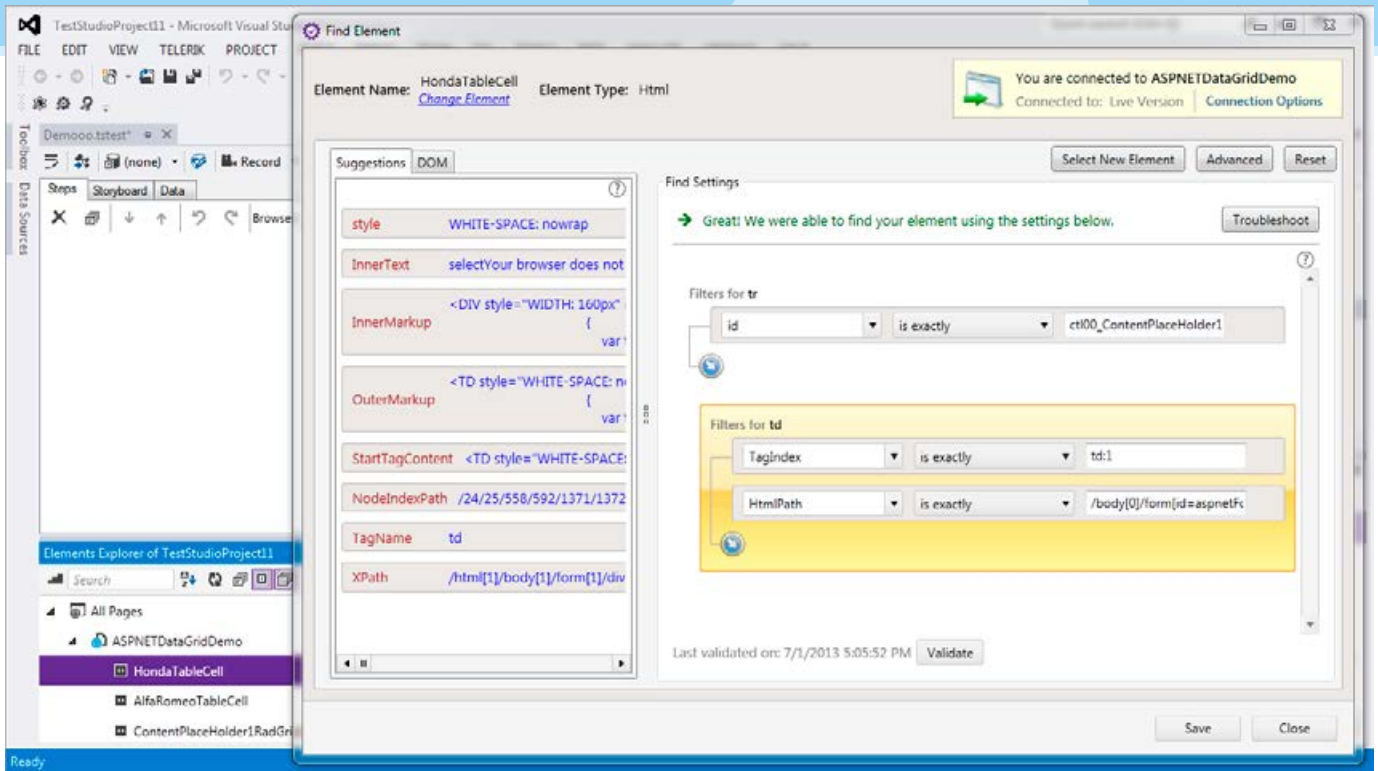 TestStudioProject11 - Microsoft Visual Stu
FILE EDIT VIEW TELERIK PROJECT
Toolbox
Data Sources
Demooo.tstest*
(none) Record
Steps Storyboard Data
Browse
Elements Explorer of TestStudioProject11
Search
All Pages
ASPNETDataGridDemo
HondaTableCell
AlfaRomeoTableCell
ContentPlaceHolder1RadGri
Ready
Find Element
Element Name: HondaTableCell Element Type: Html
Change Element
You are connected to ASPNETDataGridDemo
Connected to: Live Version Connection Options
Suggestions DOM
Select New Element Advanced Reset
style WHITE-SPACE: nowrap
InnerText selectYour browser does not
InnerMarkup <DIV style="WIDTH: 160px"
{
var
OuterMarkup <TD style="WHITE-SPACE: n
{
var
StartTagContent <TD style="WHITE-SPACE:
NodeIndexPath /24/25/558/592/1371/1372
TagName td
XPath /html[1]/body[1]/form[1]/div
Find Settings
Great! We were able to find your element using the settings below. Troubleshoot
Filters for tr
id is exactly ctl00_ContentPlaceHolder1
Filters for td
TagIndex is exactly td:1
HtmlPath is exactly /body[0]/form[id=aspnetFo
Last validated on: 7/1/2013 5:05:52 PM Validate
Save Close